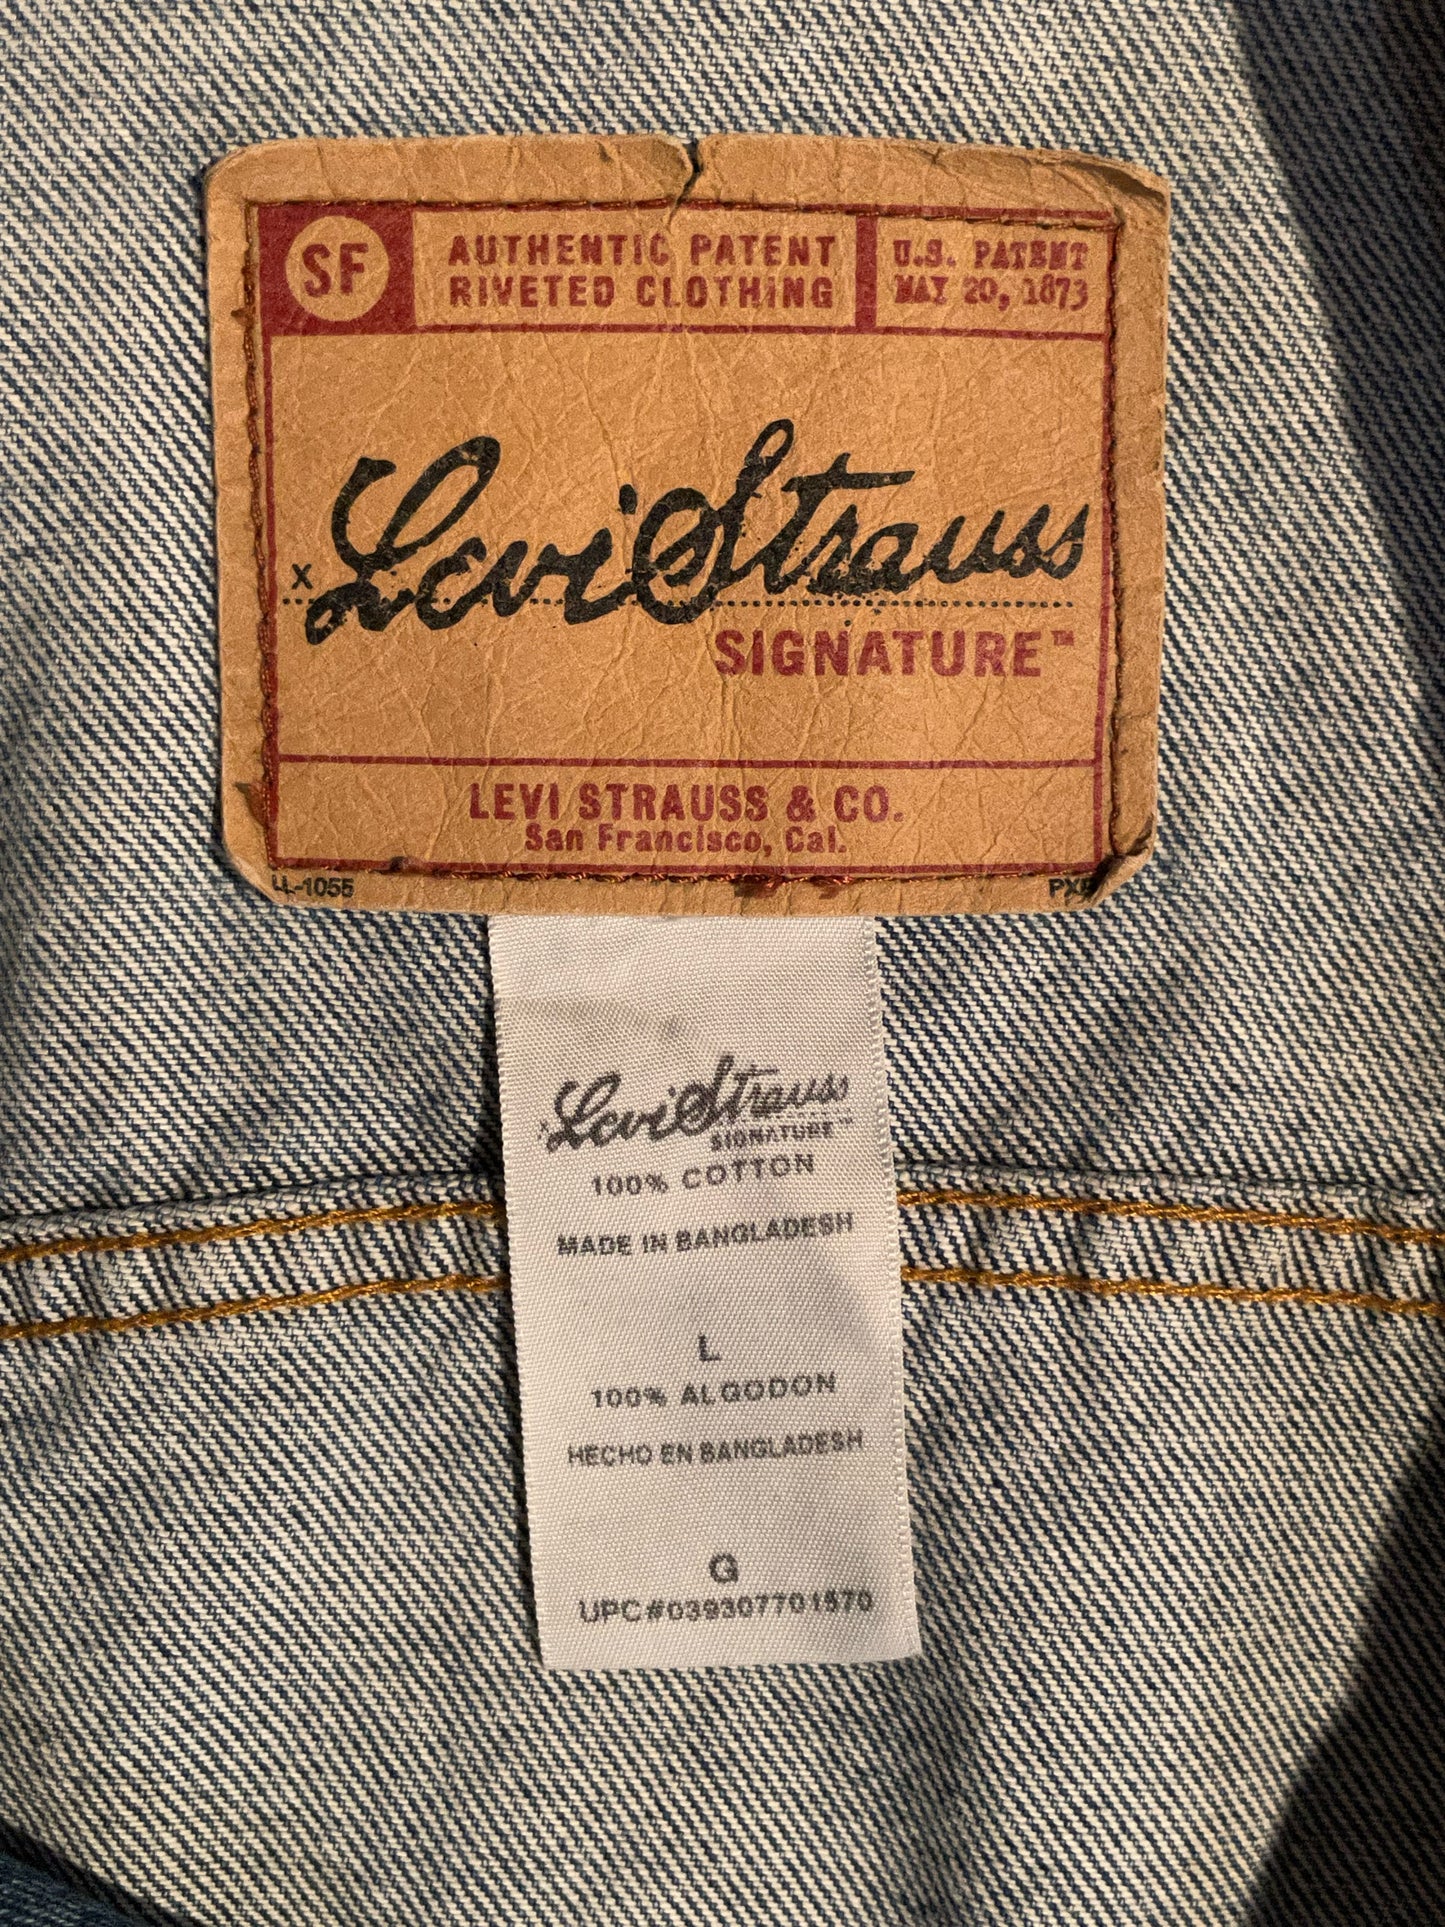 SF
AUTHENTIC PATENT
RIVETED CLOTHING
U.S. PATENT
MAY 20, 1873
x Levi Strauss
SIGNATURE™
LEVI STRAUSS & CO.
San Francisco, Cal.
LL-1055
Levi Strauss
SIGNATURE™
100% COTTON
MADE IN BANGLADESH
L
100% ALGODON
HECHO EN BANGLADESH
G
UPC#039307701570